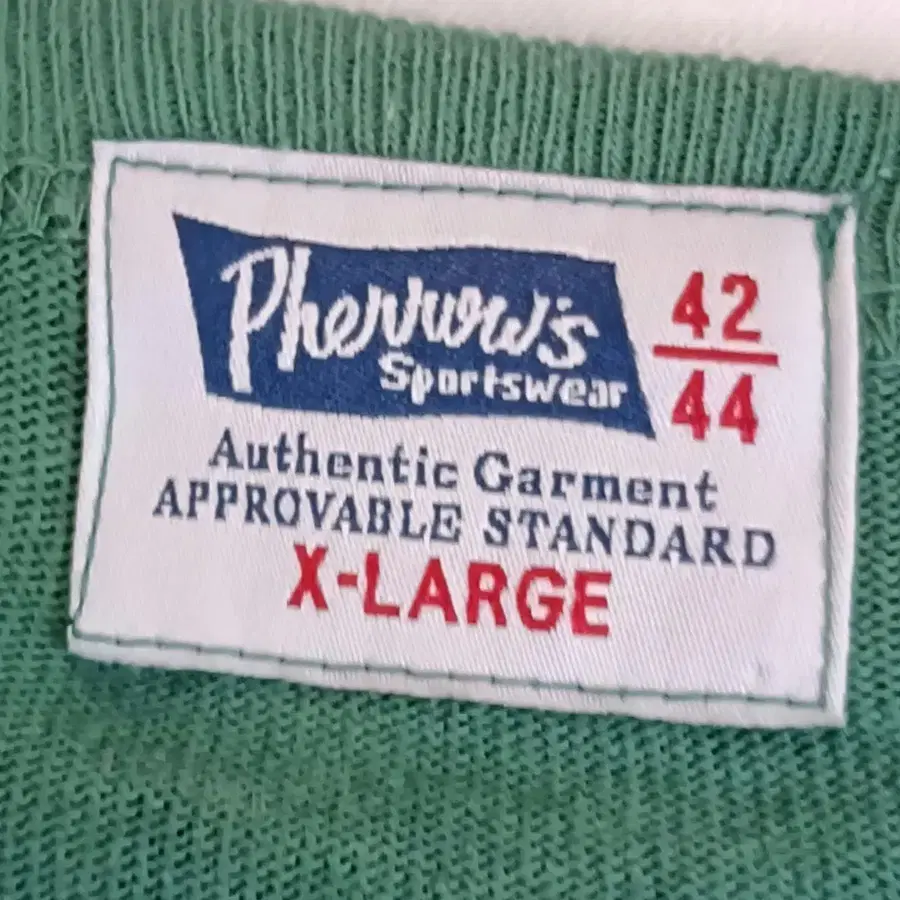 Pherrow's
Sportswear
42
44
Authentic Garment
APPROVABLE STANDARD
X-LARGE